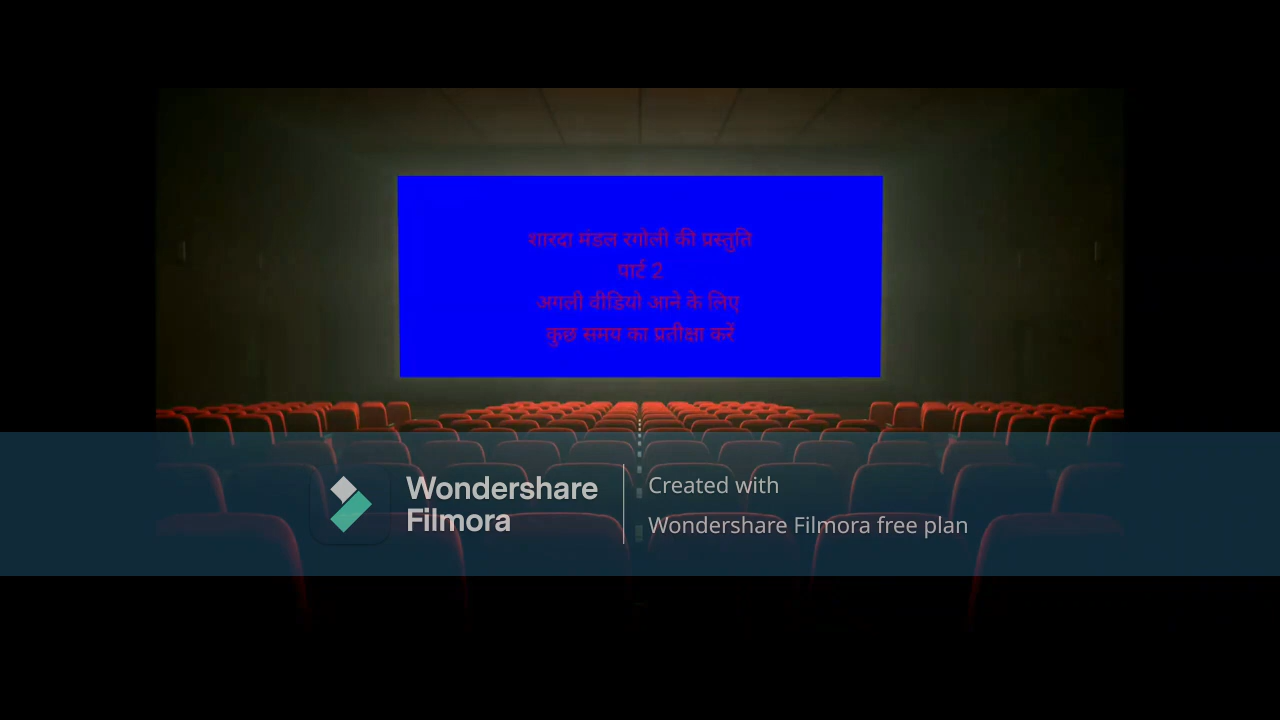 शारदा मंडल रगोली की प्रस्तुति
पार्ट 2
अगली वीडियो आने के लिए
कुछ समय का प्रतीक्षा करें
Wondershare
Filmora
Created with
Wondershare Filmora free plan